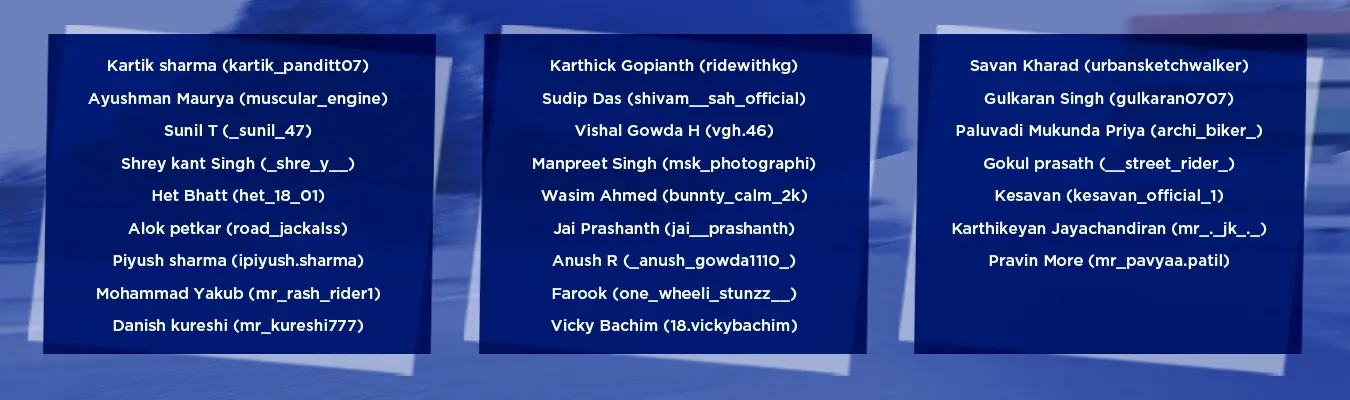 Kartik sharma (kartik_panditt07)
Ayushman Maurya (muscular_engine)
Sunil T (_sunil_47)
Shrey kant Singh (_shre_y__)
Het Bhatt (het_18_01)
Alok petkar (road_jackalss)
Piyush sharma (ipiyush.sharma)
Mohammad Yakub (mr_rash_rider1)
Danish kureshi (mr_kureshi777)
Karthick Gopianth (ridewithkg)
Sudip Das (shivam__sah_official)
Vishal Gowda H (vgh.46)
Manpreet Singh (msk_photographi)
Wasim Ahmed (bunnty_calm_2k)
Jai Prashanth (jai__prashanth)
Anush R (_anush_gowda1110_)
Farook (one_wheeli_stunzz__)
Vicky Bachim (18.vickybachim)
Savan Kharad (urbansketchwalker)
Gulkaran Singh (gulkaran0707)
Paluvadi Mukunda Priya (archi_biker_)
Gokul prasath (__street_rider_)
Kesavan (kesavan_official_1)
Karthikeyan Jayachandiran (mr_._jk_._)
Pravin More (mr_pavyaa.patil)